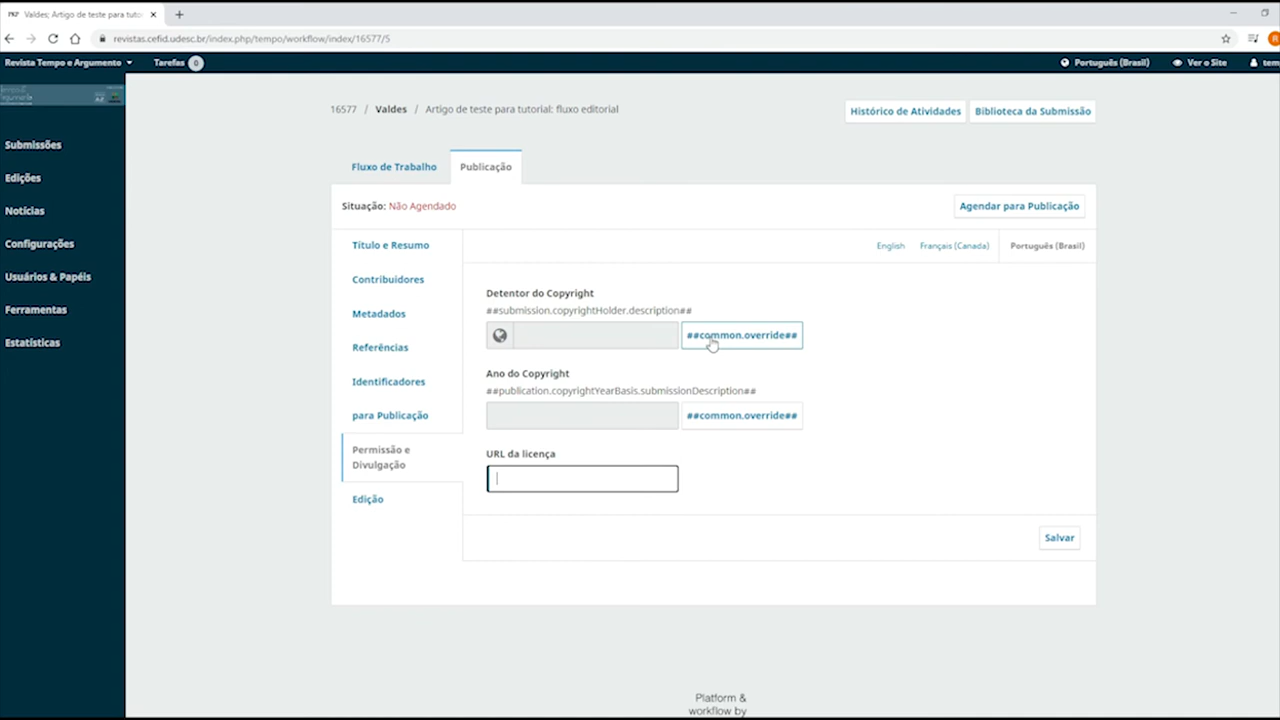 Valdes; Artigo de teste para tuto
revistas.cefid.udesc.br/index.php/tempo/workflow/index/16577/5
Revista Tempo e Argumento
Tarefas 0
Português (Brasil)
Ver o Site
tem
Submissões
Edições
Notícias
Configurações
Usuários & Papéis
Ferramentas
Estatísticas
16577 / Valdes / Artigo de teste para tutorial: fluxo editorial
Histórico de Atividades
Biblioteca da Submissão
Fluxo de Trabalho
Publicação
Situação: Não Agendado
Agendar para Publicação
Título e Resumo
Contribuidores
Metadados
Referências
Identificadores
para Publicação
Permissão e
Divulgação
Edição
English
Français (Canada)
Português (Brasil)
Detentor do Copyright
##submission.copyrightHolder.description##
##common.override##
Ano do Copyright
##publication.copyrightYearBasis.submissionDescription##
##common.override##
URL da licença
Salvar
Platform &
workflow by